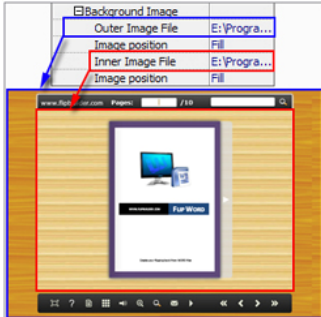 Background Image
Outer Image File E:\Progra...
Image position Fill
Inner Image File E:\Progra...
Image position Fill
Pages: /10
FLIP WORD